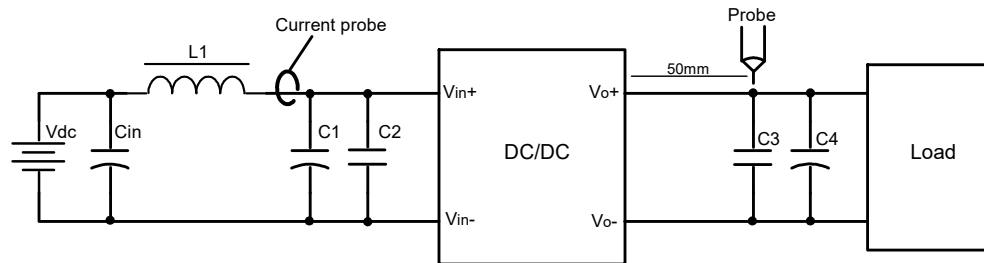 Current probe
Probe
L1
50mm
Vin+
Vo+
Vdc
Cin
C1
C2
DC/DC
C3
C4
Load
Vin-
Vo-